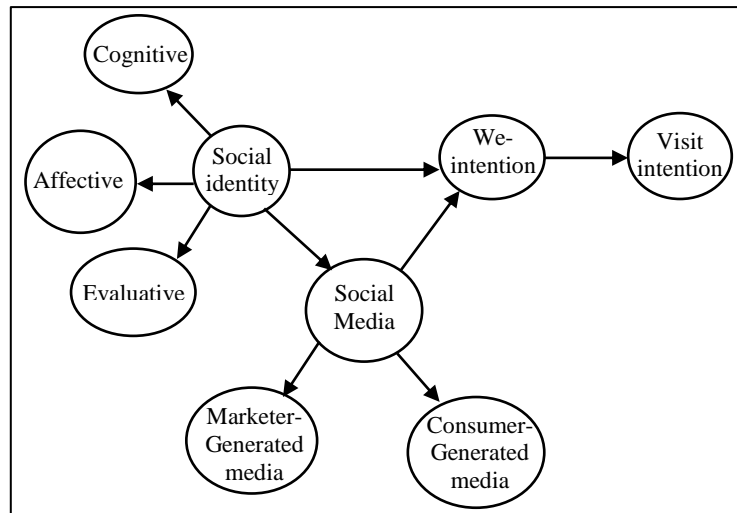 Cognitive
Social
identity
We-
intention
Visit
intention
Affective
Evaluative
Social
Media
Marketer-
Generated
media
Consumer-
Generated
media